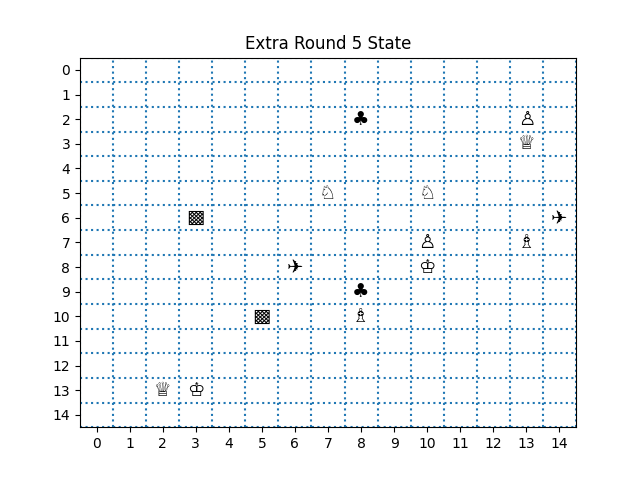 Extra Round 5 State
0
1
2 ♣ ♙
3 ♕
4
5 ♘ ♘
6 ▩ ✈
7 ♙ ♗
8 ✈ ♔
9 ♣
10 ▩ ♗
11
12
13 ♕ ♔
14
0 1 2 3 4 5 6 7 8 9 10 11 12 13 14